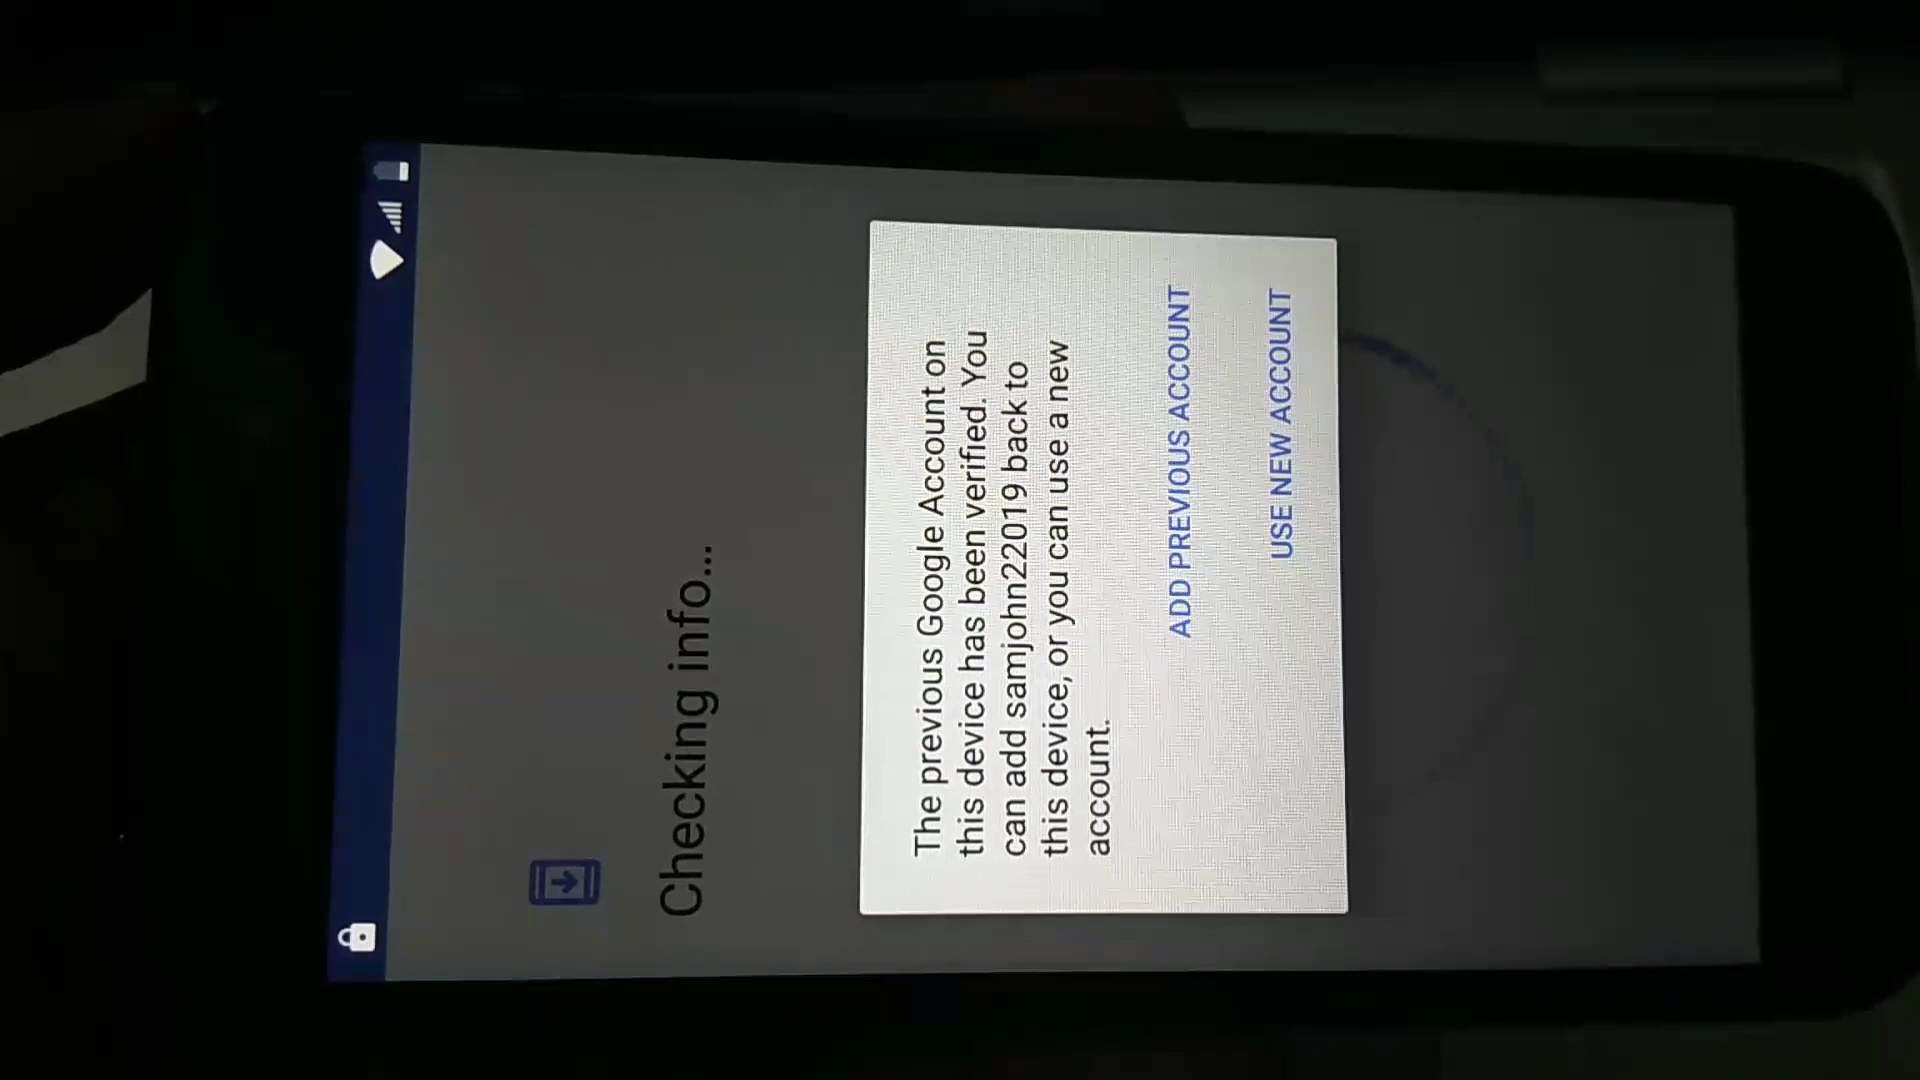 Checking info...
The previous Google Account on
this device has been verified. You
can add samjohn22019 back to
this device, or you can use a new
account.
ADD PREVIOUS ACCOUNT
USE NEW ACCOUNT